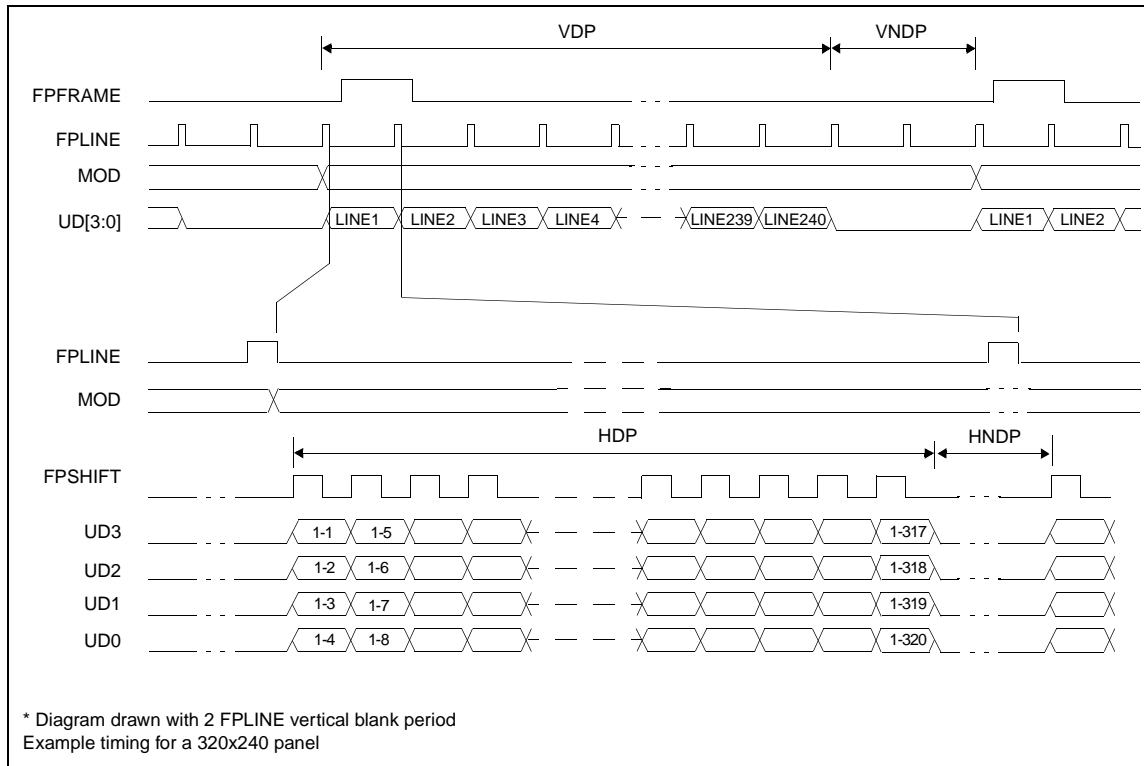 VDP VNDP
FPFRAME
FPLINE
MOD
UD[3:0] LINE1 LINE2 LINE3 LINE4 LINE239 LINE240 LINE1 LINE2
FPLINE
MOD
HDP HNDP
FPSHIFT
UD3 1-1 1-5 1-317
UD2 1-2 1-6 1-318
UD1 1-3 1-7 1-319
UD0 1-4 1-8 1-320
* Diagram drawn with 2 FPLINE vertical blank period
Example timing for a 320x240 panel